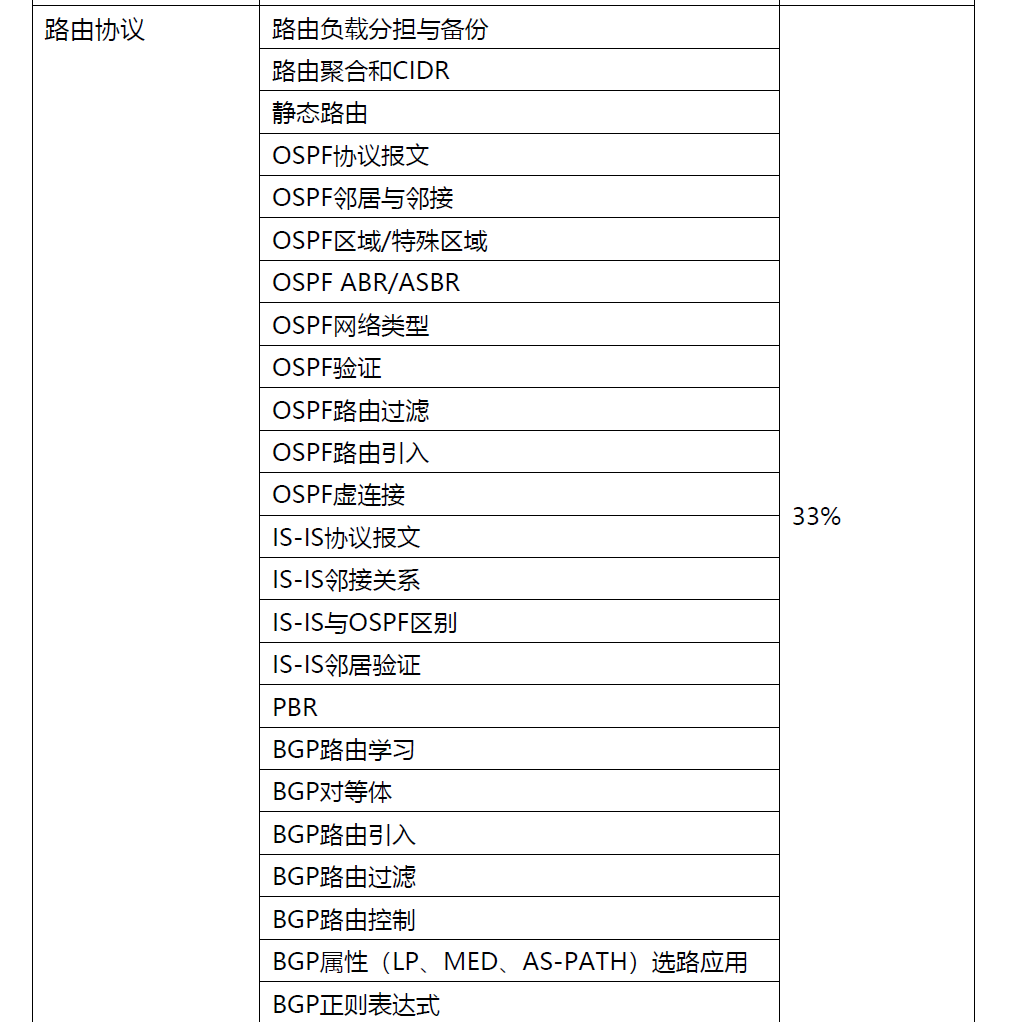 路由协议
路由负载分担与备份
路由聚合和CIDR
静态路由
OSPF协议报文
OSPF邻居与邻接
OSPF区域/特殊区域
OSPF ABR/ASBR
OSPF网络类型
OSPF验证
OSPF路由过滤
OSPF路由引入
OSPF虚连接
IS-IS协议报文
IS-IS邻接关系
IS-IS与OSPF区别
IS-IS邻居验证
PBR
BGP路由学习
BGP对等体
BGP路由引入
BGP路由过滤
BGP路由控制
BGP属性（LP、MED、AS-PATH）选路应用
BGP正则表达式
33%